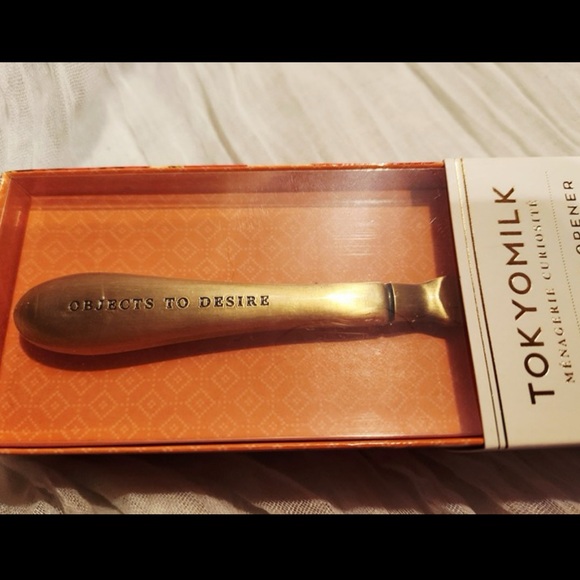 OBJECTS TO DESIRE
TOKYOMILK
MÉNAGERIE CURIOSITÉ
OPENER